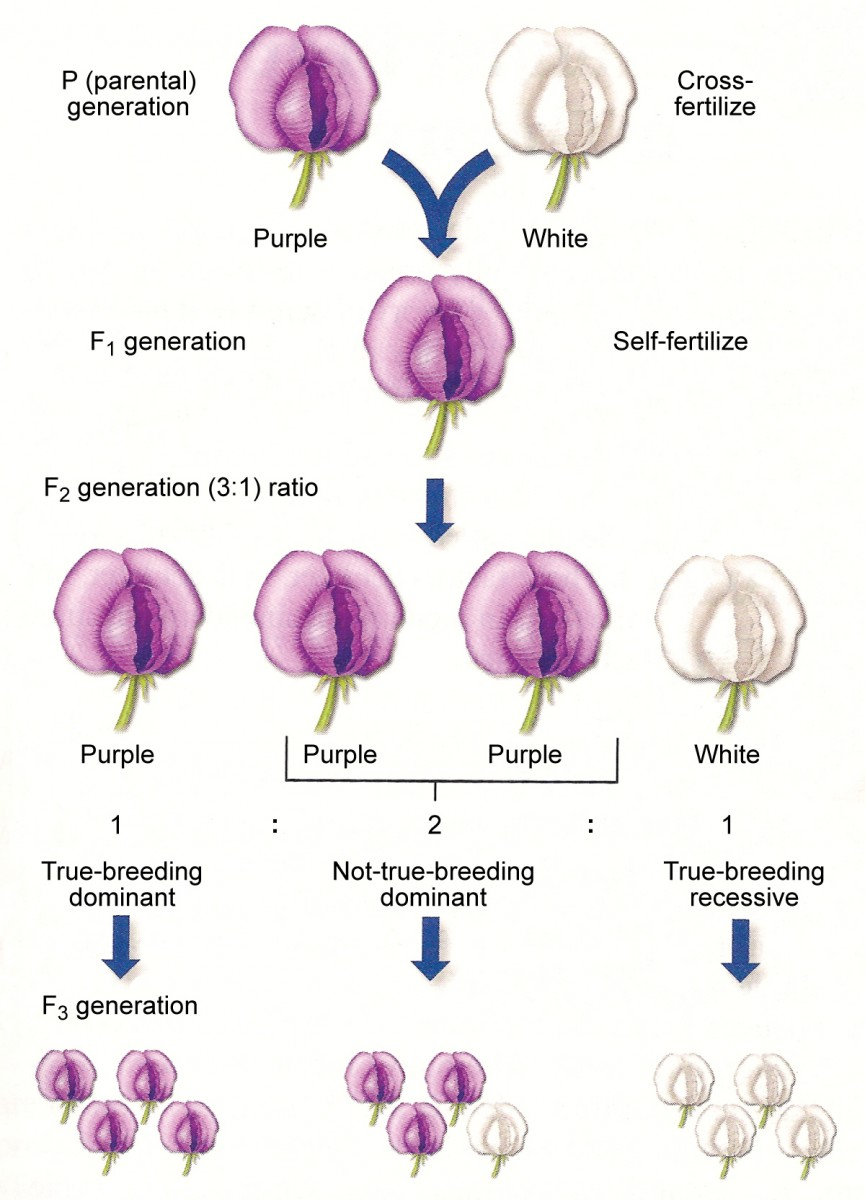 P (parental)
generation
Cross-
fertilize
Purple
White
F₁ generation
Self-fertilize
F₂ generation (3:1) ratio
Purple
Purple
Purple
White
1 : 2 : 1
True-breeding
dominant
Not-true-breeding
dominant
True-breeding
recessive
F₃ generation